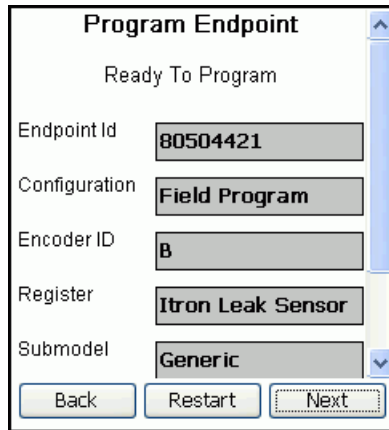 Program Endpoint
Ready To Program
Endpoint Id 80504421
Configuration Field Program
Encoder ID B
Register Itron Leak Sensor
Submodel Generic
Back Restart Next